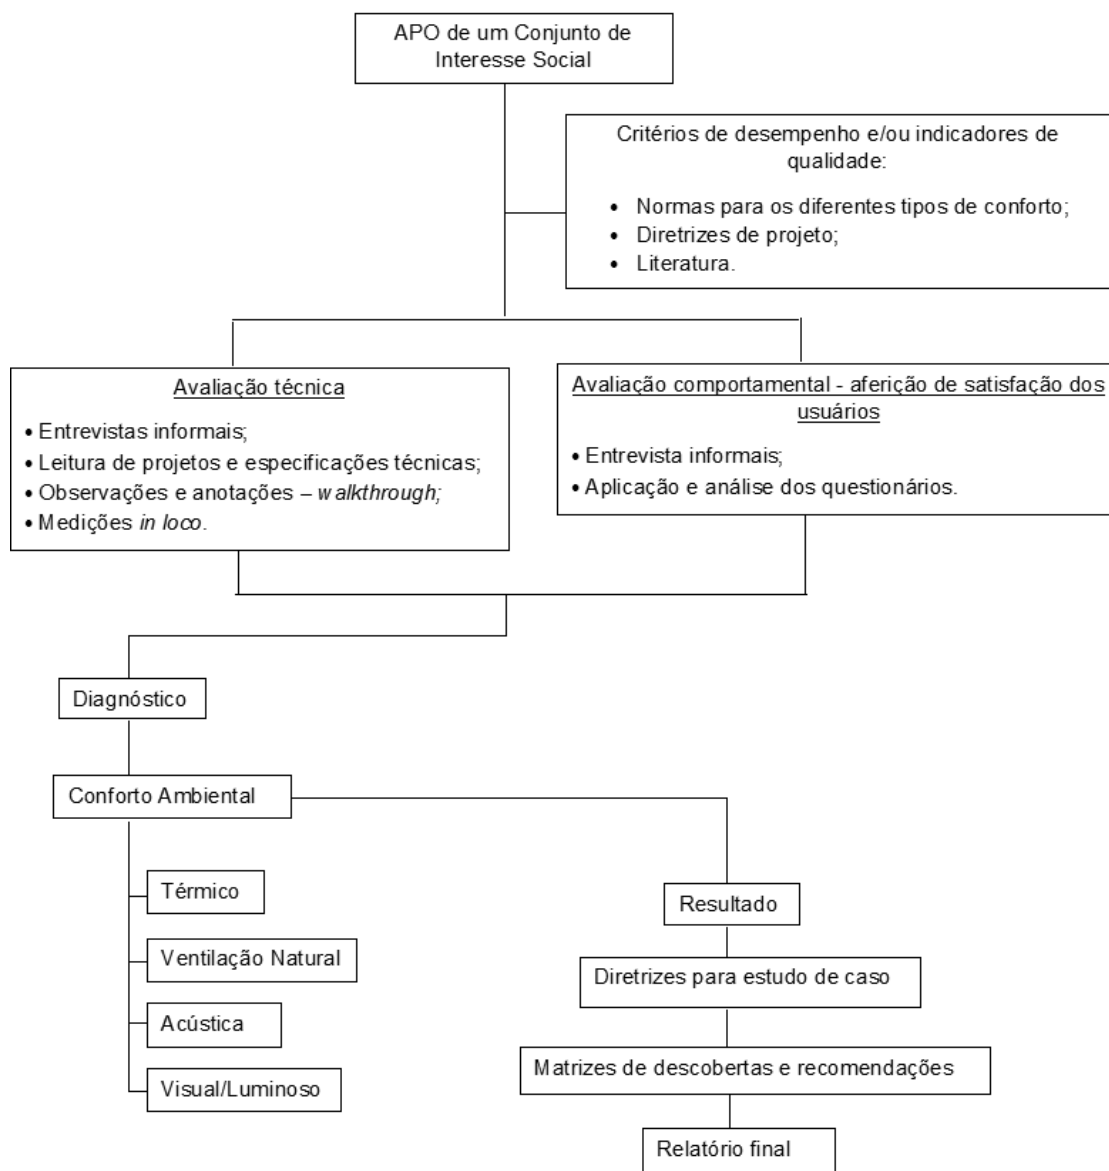 APO de um Conjunto de
Interesse Social
Critérios de desempenho e/ou indicadores de
qualidade:
• Normas para os diferentes tipos de conforto;
• Diretrizes de projeto;
• Literatura.
Avaliação técnica
• Entrevistas informais;
• Leitura de projetos e especificações técnicas;
• Observações e anotações – walkthrough;
• Medições in loco.
Avaliação comportamental - aferição de satisfação dos
usuários
• Entrevista informais;
• Aplicação e análise dos questionários.
Diagnóstico
Conforto Ambiental
Térmico
Ventilação Natural
Acústica
Visual/Luminoso
Resultado
Diretrizes para estudo de caso
Matrizes de descobertas e recomendações
Relatório final